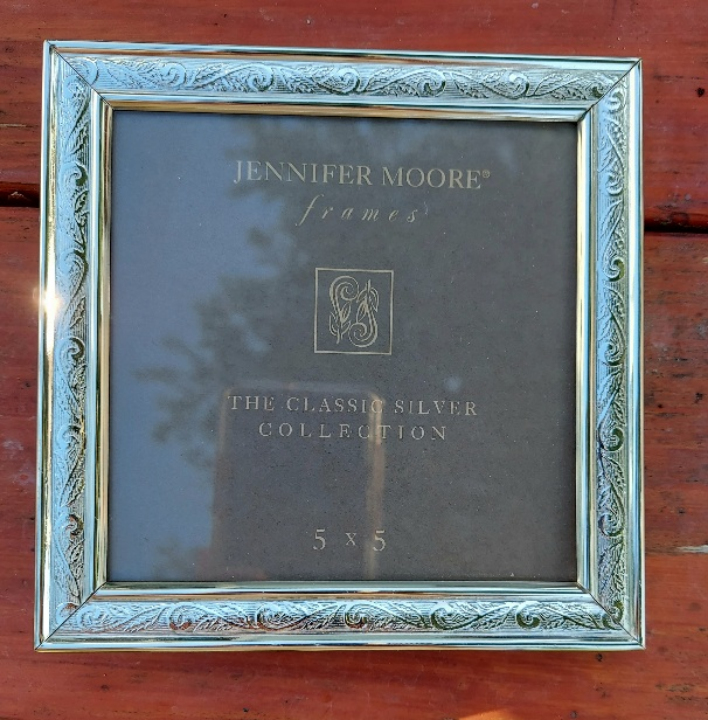 JENNIFER MOORE®
frames
THE CLASSIC SILVER
COLLECTION
5 x 5